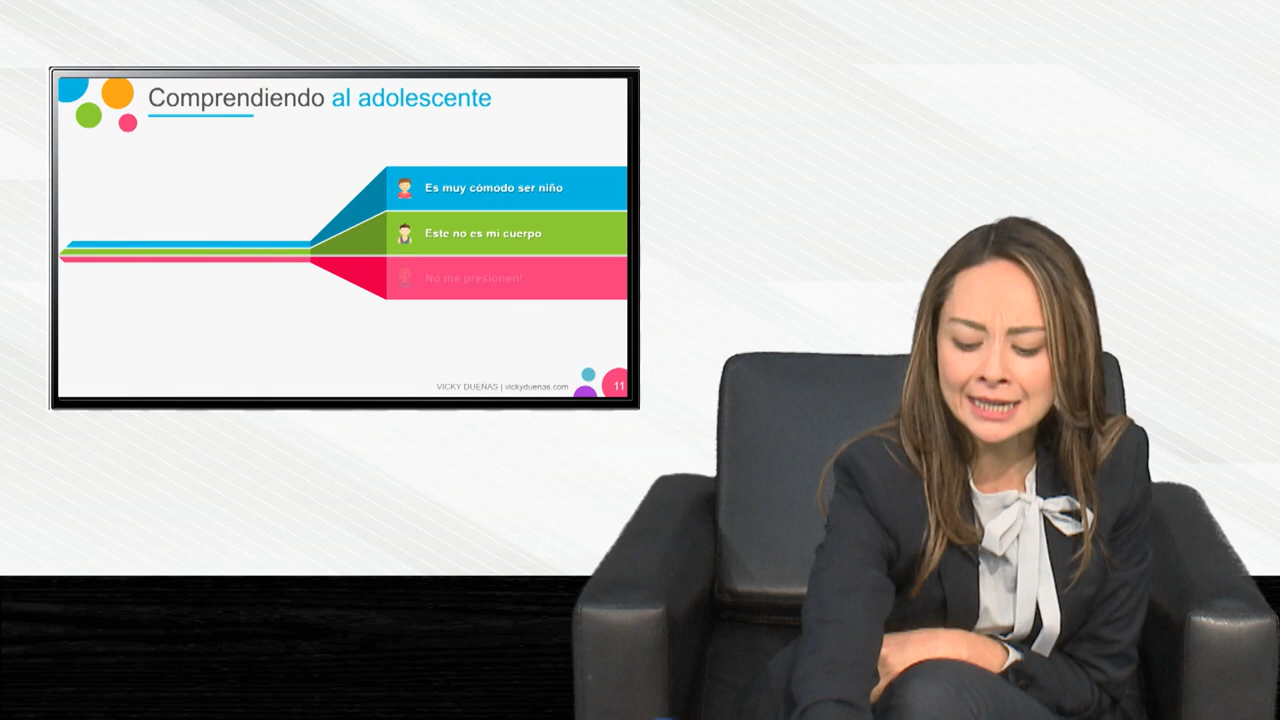 Comprendiendo al adolescente
Es muy cómodo ser niño
Este no es mi cuerpo
No me presionen!
VICKY DUEÑAS | vickyduenas.com
11